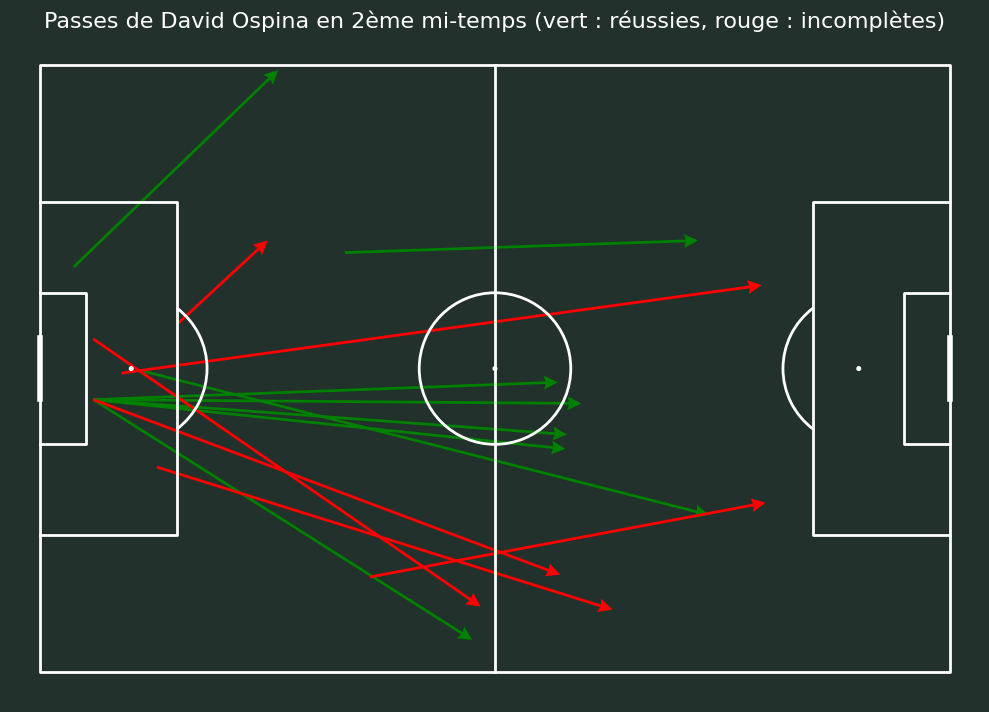 Passes de David Ospina en 2ème mi-temps (vert : réussies, rouge : incomplètes)